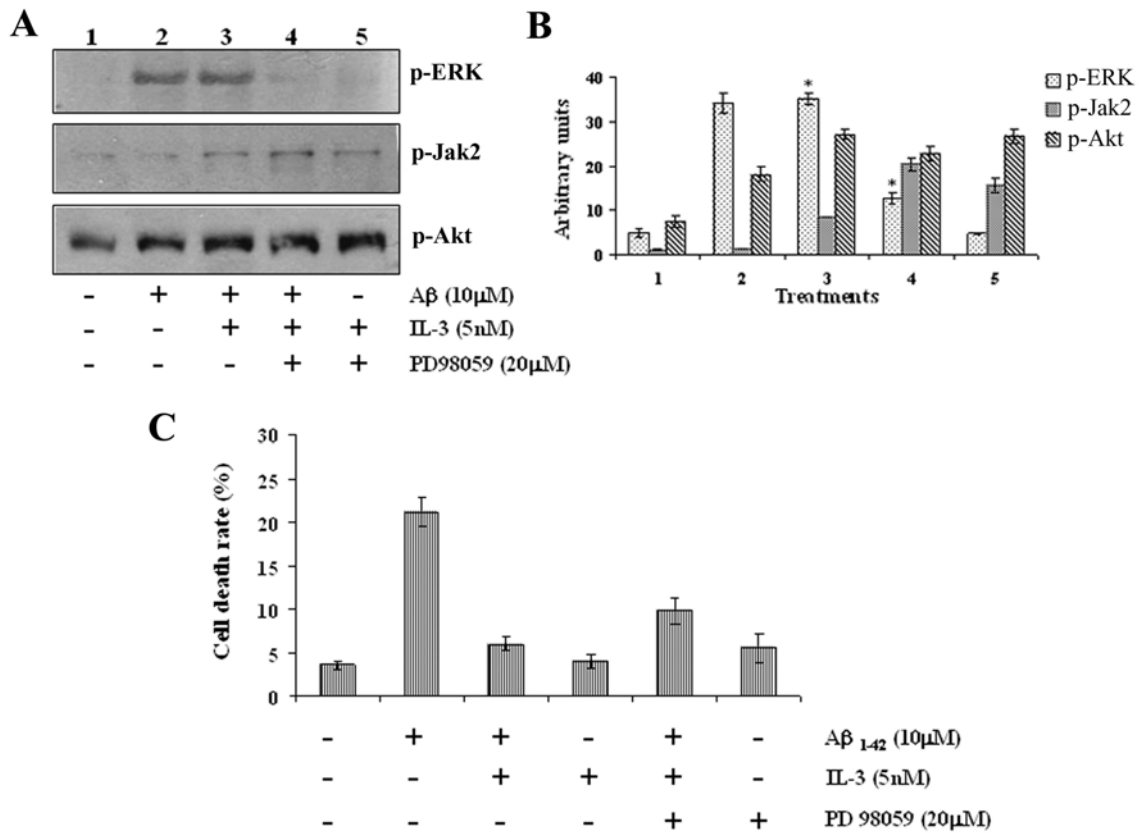 A
1 2 3 4 5
p-ERK
p-Jak2
p-Akt
- + + + - Aβ (10μM)
- - + + + IL-3 (5nM)
- - - + + PD98059 (20μM)
B
40
30
20
10
0
Arbitrary units
* *
1 2 3 4 5
Treatments
p-ERK
p-Jak2
p-Akt
C
30
25
20
15
10
5
0
Cell death rate (%)
- + + - + - Aβ 1-42 (10μM)
- - + + + - IL-3 (5nM)
+ + PD 98059 (20μM)